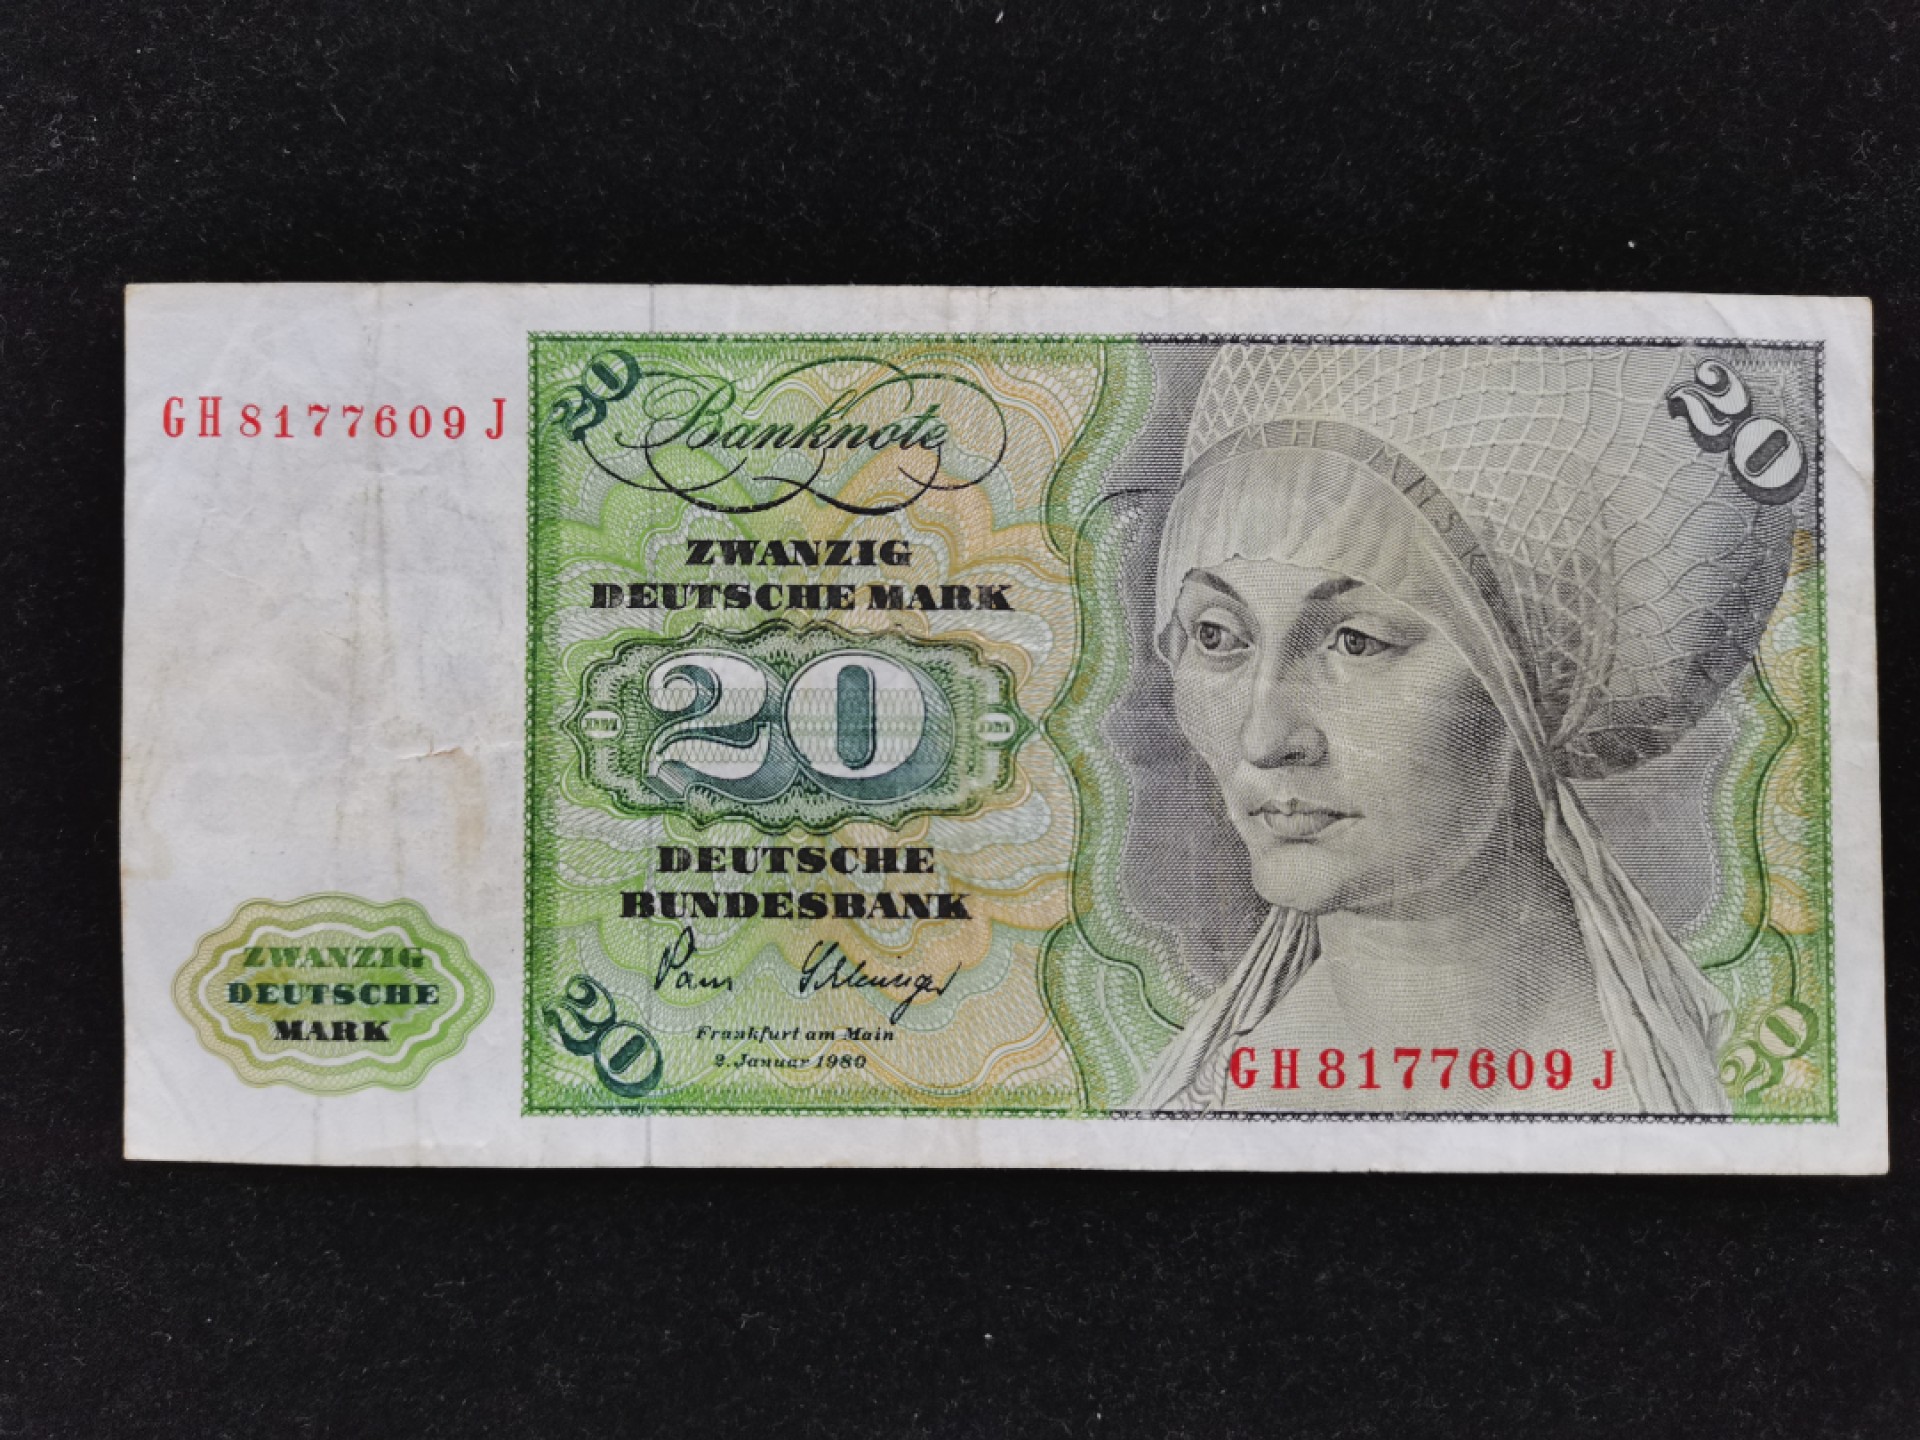 GH8177609J
20
Banknote
20
ZWANZIG
DEUTSCHE MARK
20
DEUTSCHE
BUNDESBANK
ZWANZIG
DEUTSCHE
MARK
20
Frankfurt am Main
2. Januar 1980
GH8177609J
20